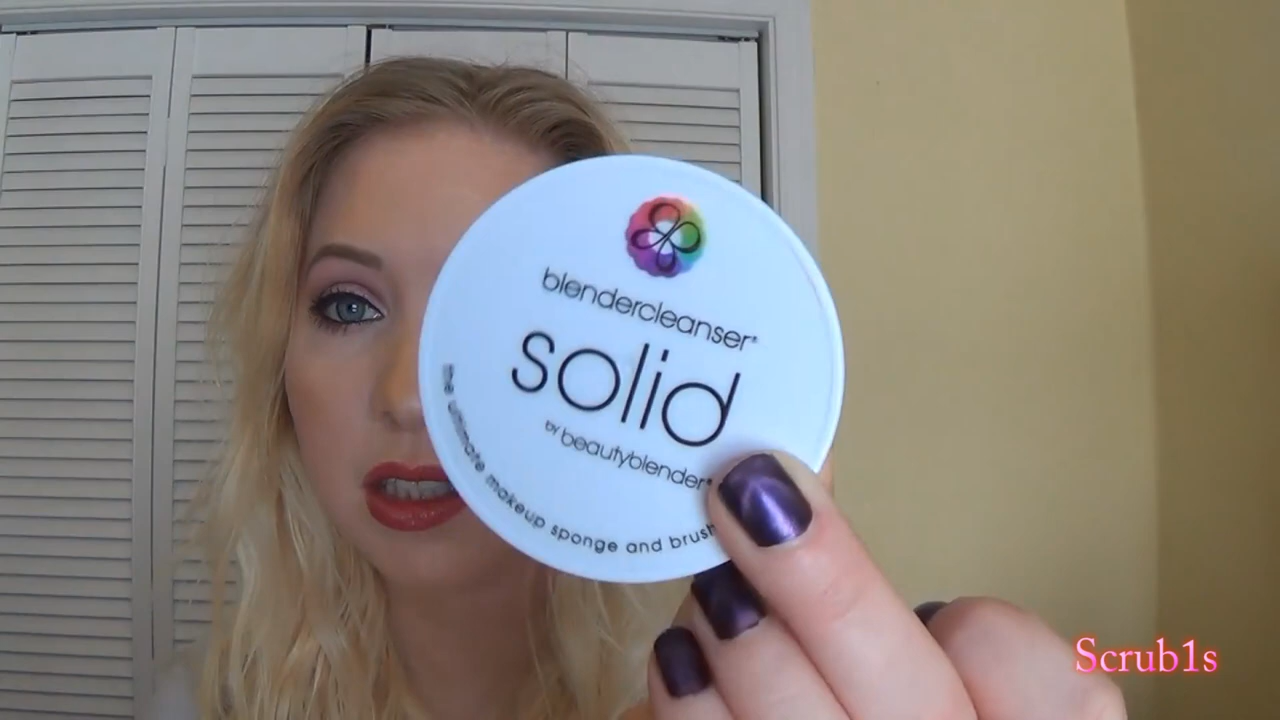 blendercleanser®
solid
by beautyblender®
the ultimate makeup sponge and brush
Scrub1s